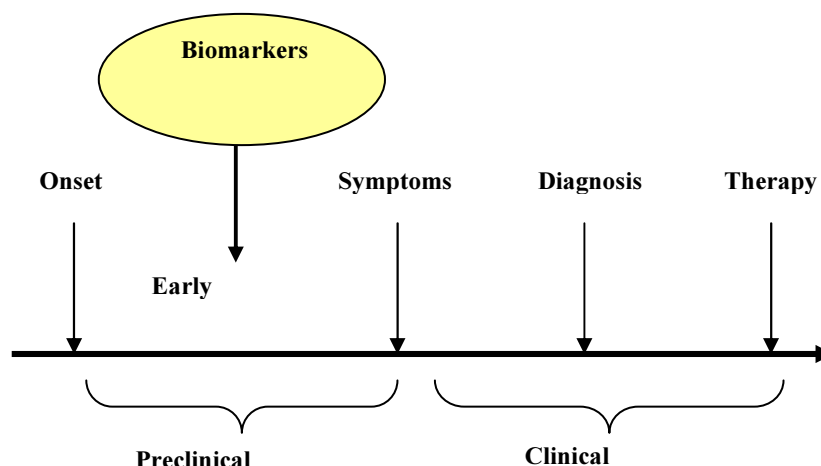 Biomarkers
Onset Symptoms Diagnosis Therapy
Early
Preclinical Clinical